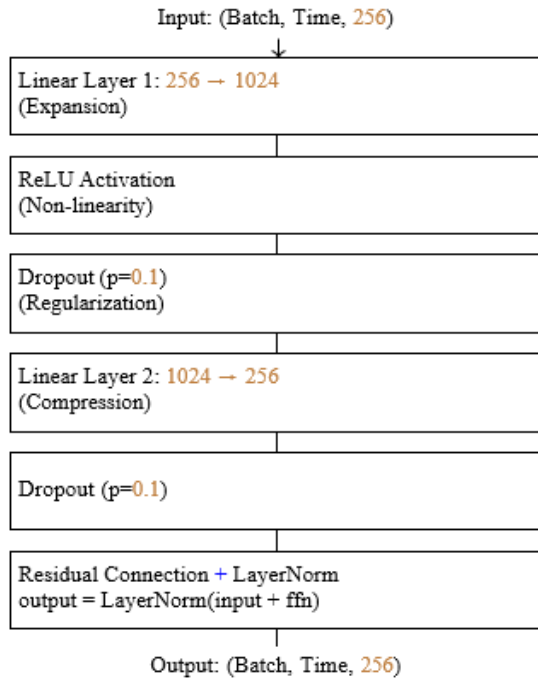 Input: (Batch, Time, 256)
Linear Layer 1: 256 → 1024
(Expansion)
ReLU Activation
(Non-linearity)
Dropout (p=0.1)
(Regularization)
Linear Layer 2: 1024 → 256
(Compression)
Dropout (p=0.1)
Residual Connection + LayerNorm
output = LayerNorm(input + ffn)
Output: (Batch, Time, 256)